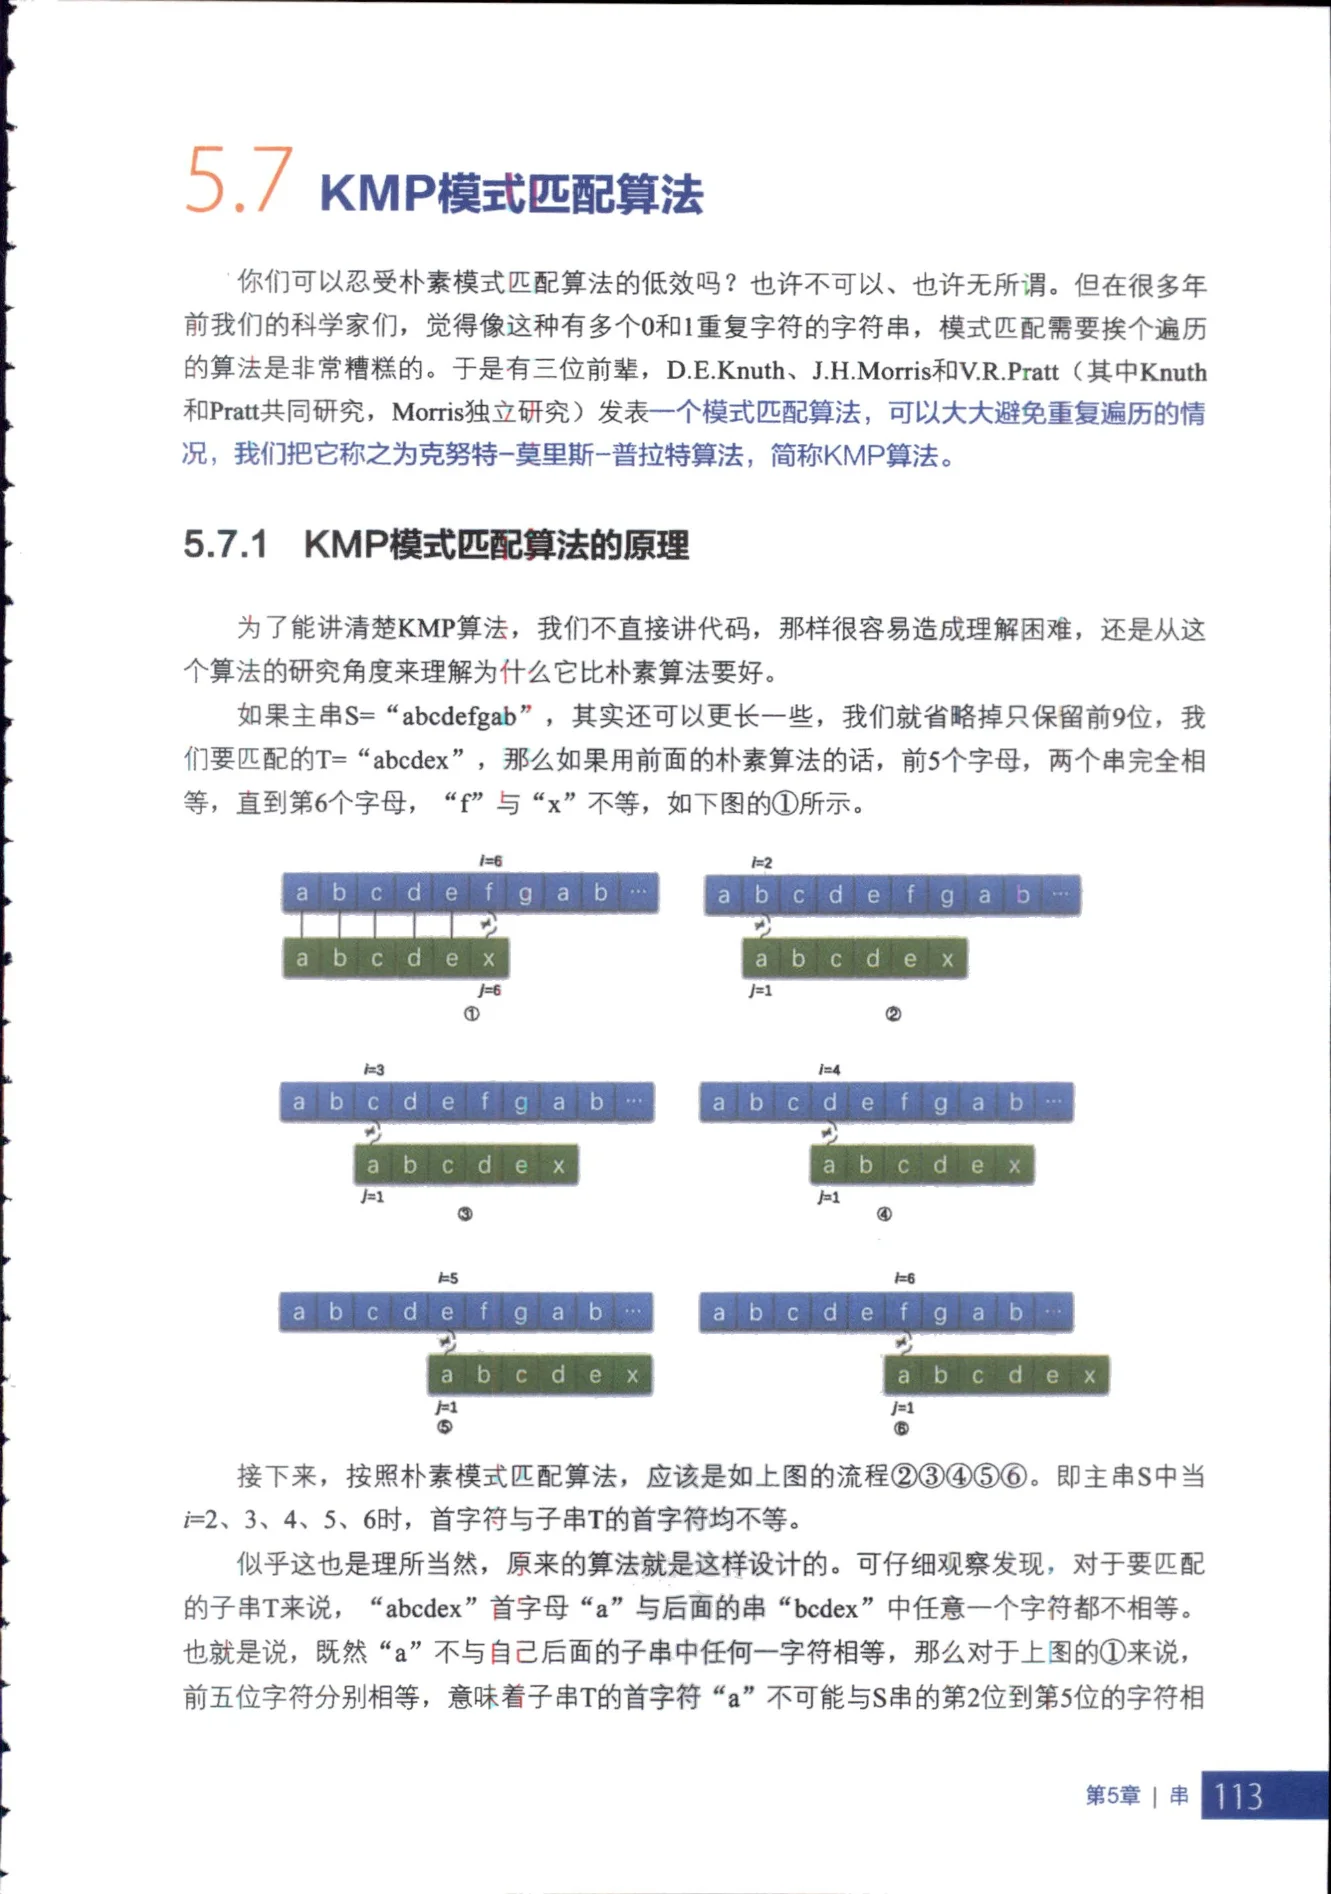 5.7 KMP模式匹配算法
你们可以忍受朴素模式匹配算法的低效吗？也许不可以、也许无所谓。但在很多年
前我们的科学家们，觉得像这种有多个0和1重复字符的字符串，模式匹配需要挨个遍历
的算法是非常糟糕的。于是有三位前辈，D.E.Knuth、J.H.Morris和V.R.Pratt（其中Knuth
和Pratt共同研究，Morris独立研究）发表一个模式匹配算法，可以大大避免重复遍历的情
况，我们把它称之为克努特-莫里斯-普拉特算法，简称KMP算法。
5.7.1 KMP模式匹配算法的原理
为了能讲清楚KMP算法，我们不直接讲代码，那样很容易造成理解困难，还是从这
个算法的研究角度来理解为什么它比朴素算法要好。
如果主串S=“abcdefgab”，其实还可以更长一些，我们就省略掉只保留前9位，我
们要匹配的T=“abcdex”，那么如果用前面的朴素算法的话，前5个字母，两个串完全相
等，直到第6个字母，“f”与“x”不等，如下图的①所示。
i=6
a b c d e f g a b …
≠
a b c d e x
j=6
①
i=2
a b c d e f g a b …
≠
a b c d e x
j=1
②
i=3
a b c d e f g a b …
≠
a b c d e x
j=1
③
i=4
a b c d e f g a b …
≠
a b c d e x
j=1
④
i=5
a b c d e f g a b …
≠
a b c d e x
j=1
⑤
i=6
a b c d e f g a b …
≠
a b c d e x
j=1
⑥
接下来，按照朴素模式匹配算法，应该是如上图的流程②③④⑤⑥。即主串S中当
i=2、3、4、5、6时，首字符与子串T的首字符均不等。
似乎这也是理所当然，原来的算法就是这样设计的。可仔细观察发现，对于要匹配
的子串T来说，“abcdex”首字母“a”与后面的串“bcdex”中任意一个字符都不相等。
也就是说，既然“a”不与自己后面的子串中任何一字符相等，那么对于上图的①来说，
前五位字符分别相等，意味着子串T的首字符“a”不可能与S串的第2位到第5位的字符相
第5章 | 串 113